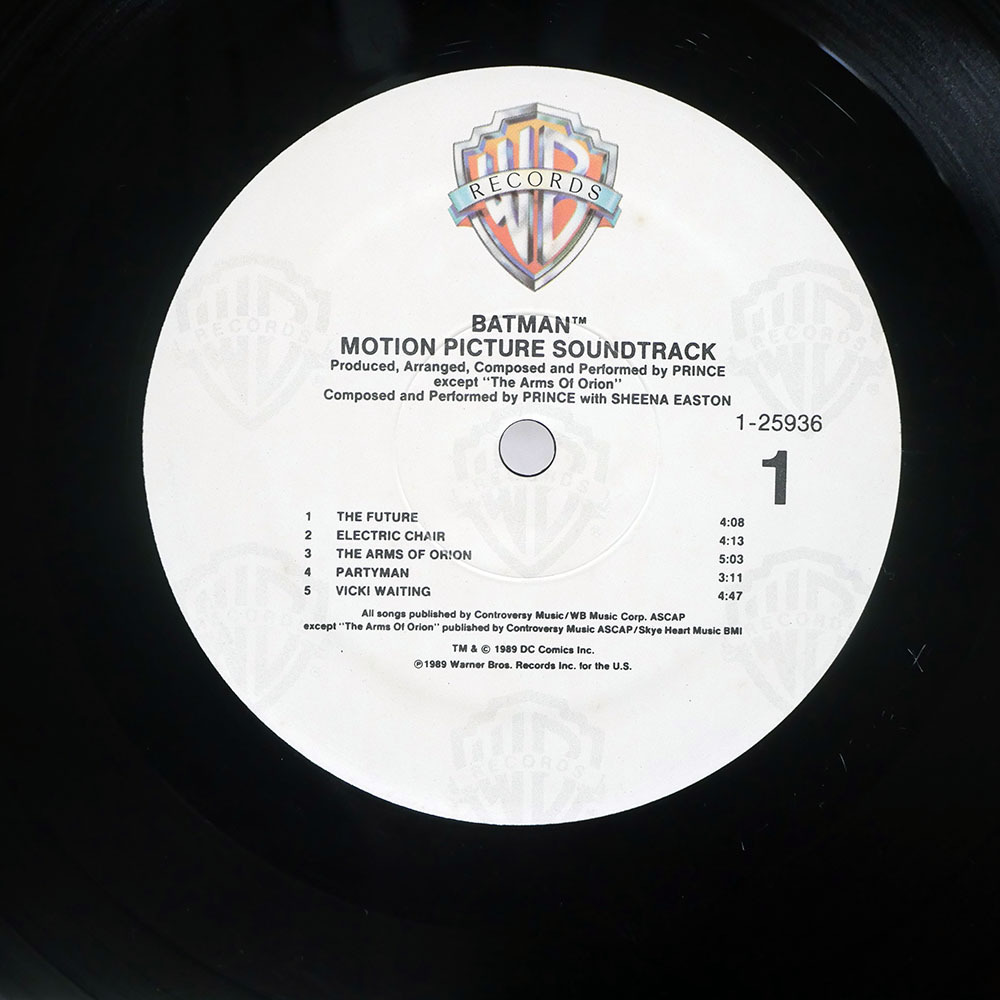 WB
RECORDS
BATMAN™
MOTION PICTURE SOUNDTRACK
Produced, Arranged, Composed and Performed by PRINCE
except "The Arms Of Orion"
Composed and Performed by PRINCE with SHEENA EASTON
1-25936
1
1 THE FUTURE 4:08
2 ELECTRIC CHAIR 4:13
3 THE ARMS OF ORION 5:03
4 PARTYMAN 3:11
5 VICKI WAITING 4:47
All songs published by Controversy Music/WB Music Corp. ASCAP
except "The Arms Of Orion" published by Controversy Music ASCAP/Skye Heart Music BMI
TM & © 1989 DC Comics Inc.
℗1989 Warner Bros. Records Inc. for the U.S.